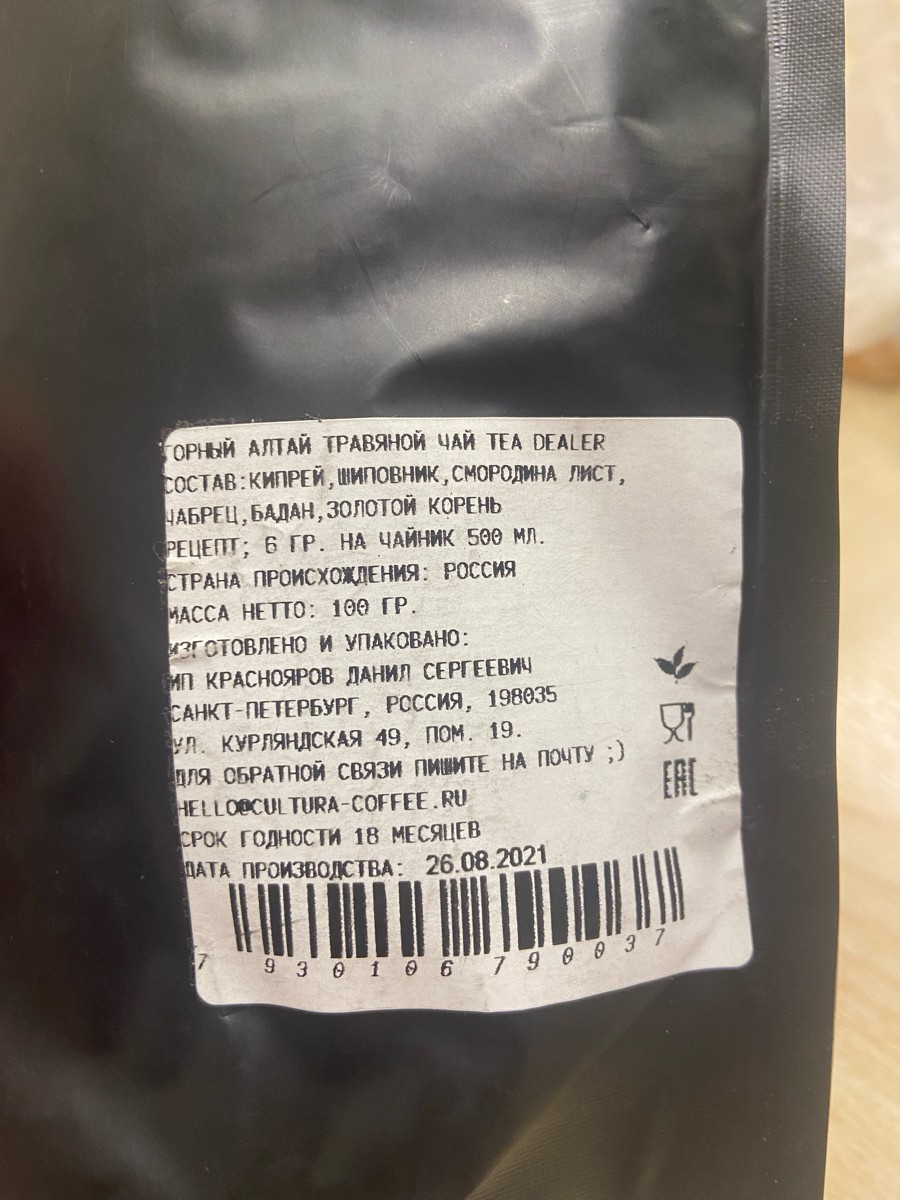 ГОРНЫЙ АЛТАЙ ТРАВЯНОЙ ЧАЙ TEA DEALER
СОСТАВ:КИПРЕЙ,ШИПОВНИК,СМОРОДИНА ЛИСТ,
ЧАБРЕЦ,БАДАН,ЗОЛОТОЙ КОРЕНЬ
РЕЦЕПТ; 6 ГР. НА ЧАЙНИК 500 МЛ.
СТРАНА ПРОИСХОЖДЕНИЯ: РОССИЯ
МАССА НЕТТО: 100 ГР.
ИЗГОТОВЛЕНО И УПАКОВАНО:
ИП КРАСНОЯРОВ ДАНИЛ СЕРГЕЕВИЧ
САНКТ-ПЕТЕРБУРГ, РОССИЯ, 198035
УЛ. КУРЛЯНДСКАЯ 49, ПОМ. 19.
ДЛЯ ОБРАТНОЙ СВЯЗИ ПИШИТЕ НА ПОЧТУ ;)
HELLO@CULTURA-COFFEE.RU
СРОК ГОДНОСТИ 18 МЕСЯЦЕВ
ДАТА ПРОИЗВОДСТВА: 26.08.2021
7 930106 790037
EAC